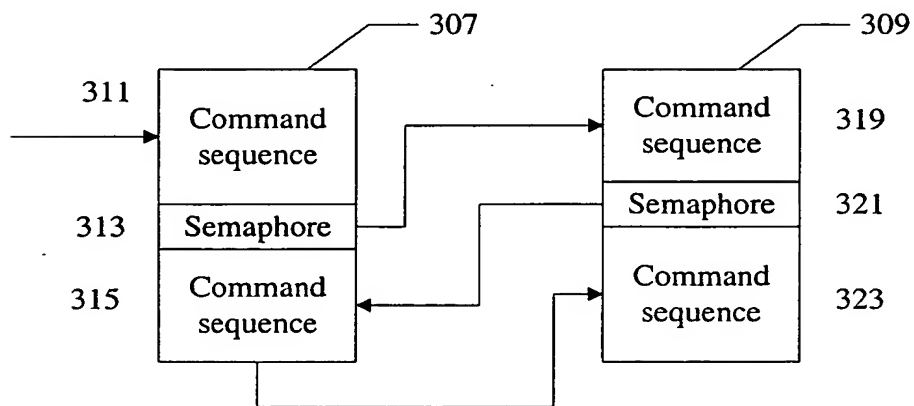 307
309
311
Command
sequence
Command
sequence
319
313
Semaphore
Semaphore
321
315
Command
sequence
Command
sequence
323